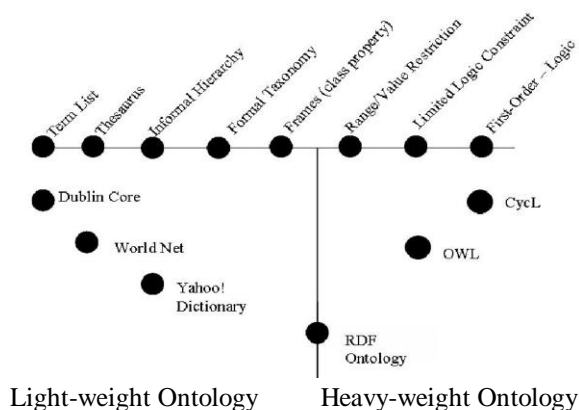 Term List
Thesaurus
Informal Hierarchy
Formal Taxonomy
Frames (class property)
Range/Value Restriction
Limited Logic Constraint
First-Order – Logic
Dublin Core
CycL
World Net
OWL
Yahoo!
Dictionary
RDF
Ontology
Light-weight Ontology
Heavy-weight Ontology